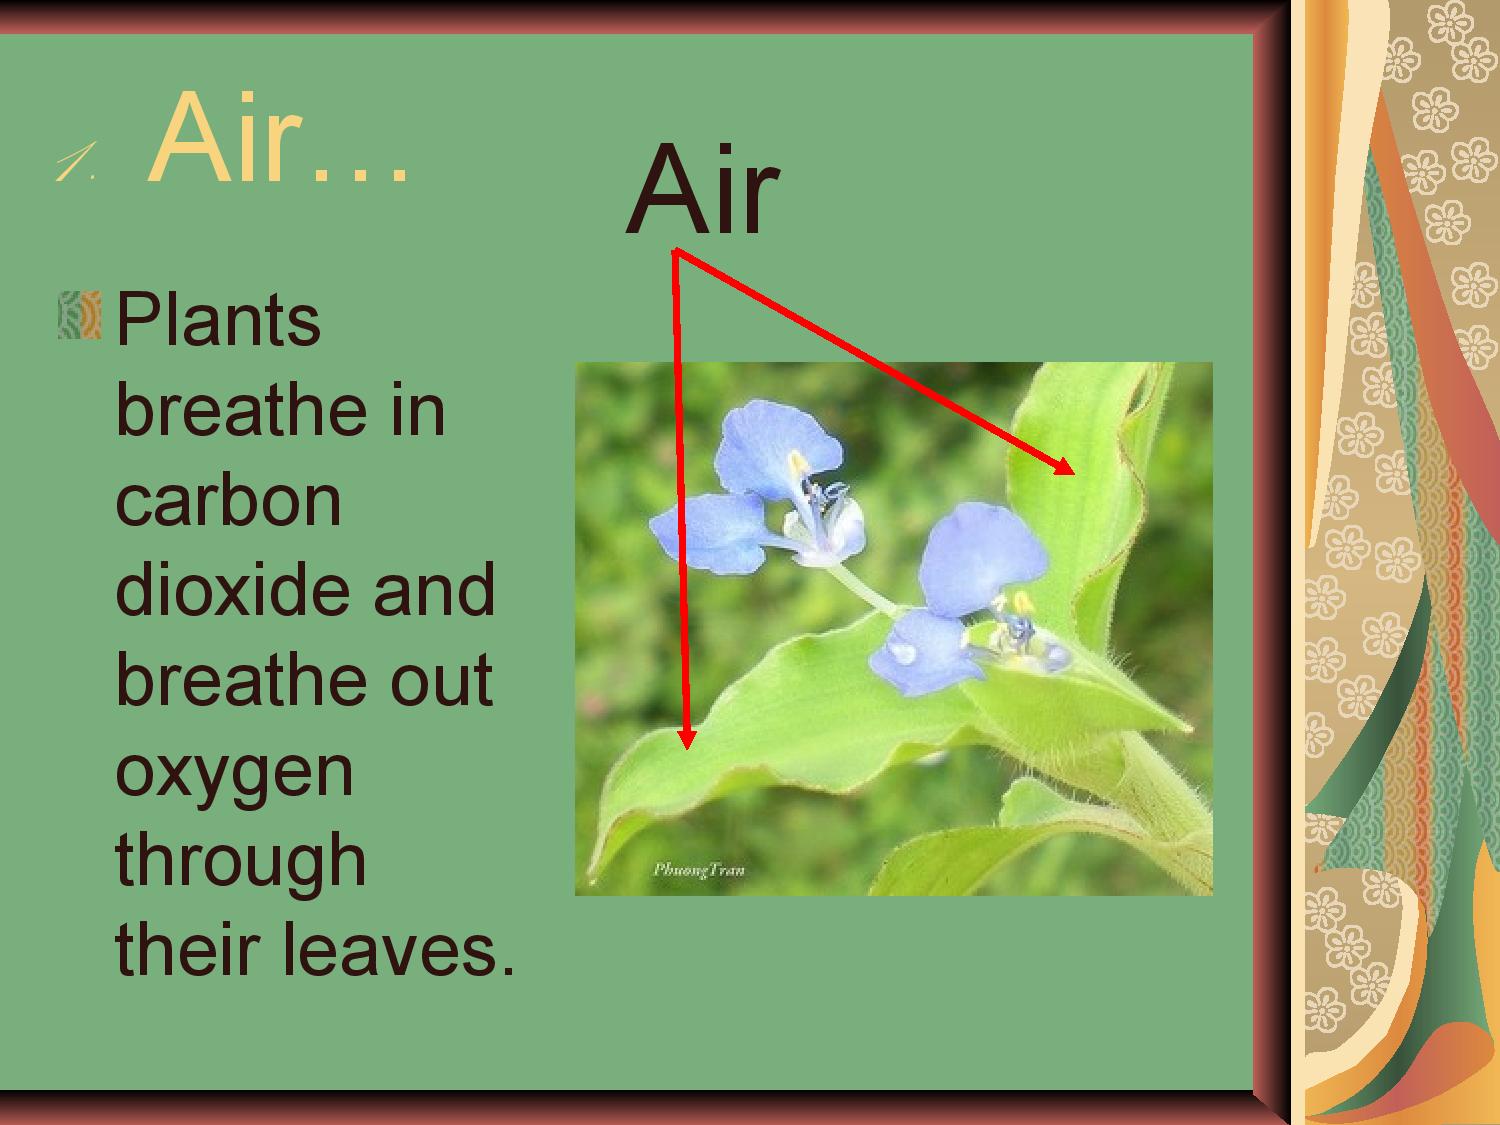 1. Air...
Air
Plants
breathe in
carbon
dioxide and
breathe out
oxygen
through
their leaves.
PhuongTran